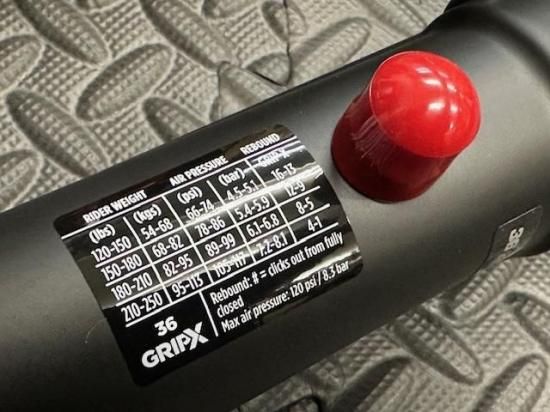 RIDER WEIGHT AIR PRESSURE REBOUND
(lbs) (kgs) (psi) (bar) GRIP X
120-150 54-68 66-74 4.5-5.1 16-13
150-180 68-82 78-86 5.4-5.9 12-9
180-210 82-95 89-99 6.1-6.8 8-5
210-250 95-113 105-117 7.2-8.1 4-1
36
GRIPX
Rebound: # = clicks out from fully
closed
Max air pressure: 120 psi / 8.3 bar